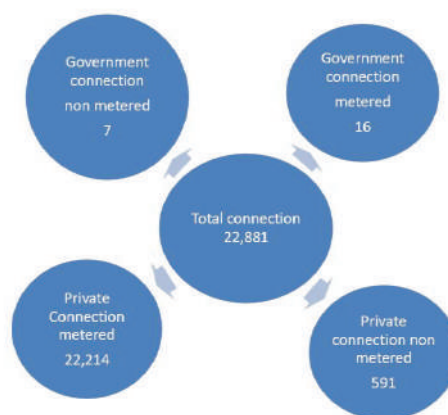 Government
connection
non metered
7
Government
connection
metered
16
Total connection
22,881
Private
Connection
metered
22,214
Private
connection non
metered
591